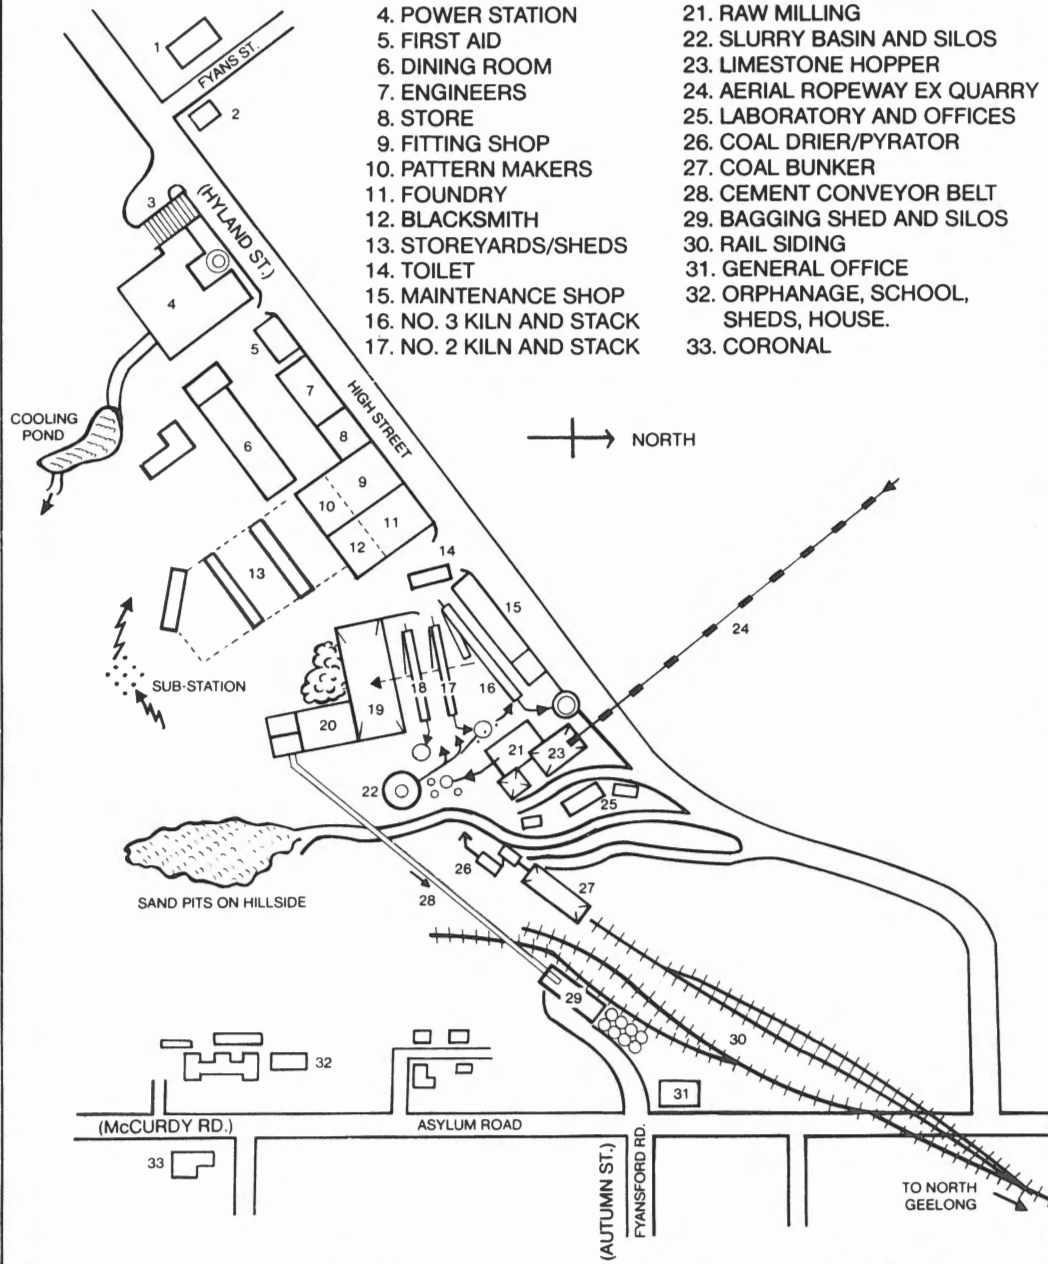 4. POWER STATION
5. FIRST AID
6. DINING ROOM
7. ENGINEERS
8. STORE
9. FITTING SHOP
10. PATTERN MAKERS
11. FOUNDRY
12. BLACKSMITH
13. STOREYARDS/SHEDS
14. TOILET
15. MAINTENANCE SHOP
16. NO. 3 KILN AND STACK
17. NO. 2 KILN AND STACK
21. RAW MILLING
22. SLURRY BASIN AND SILOS
23. LIMESTONE HOPPER
24. AERIAL ROPEWAY EX QUARRY
25. LABORATORY AND OFFICES
26. COAL DRIER/PYRATOR
27. COAL BUNKER
28. CEMENT CONVEYOR BELT
29. BAGGING SHED AND SILOS
30. RAIL SIDING
31. GENERAL OFFICE
32. ORPHANAGE, SCHOOL,
SHEDS, HOUSE.
33. CORONAL
1
FYANS ST.
2
3
(HYLAND ST.)
4
5
7
HIGH STREET
8
6
9
10
11
12
COOLING
POND
NORTH
13
14
15
24
SUB-STATION
18
17
16
19
20
21
23
22
25
26
27
28
SAND PITS ON HILLSIDE
29
30
32
31
(McCURDY RD.)
ASYLUM ROAD
33
(AUTUMN ST.)
FYANSFORD RD.
TO NORTH
GEELONG